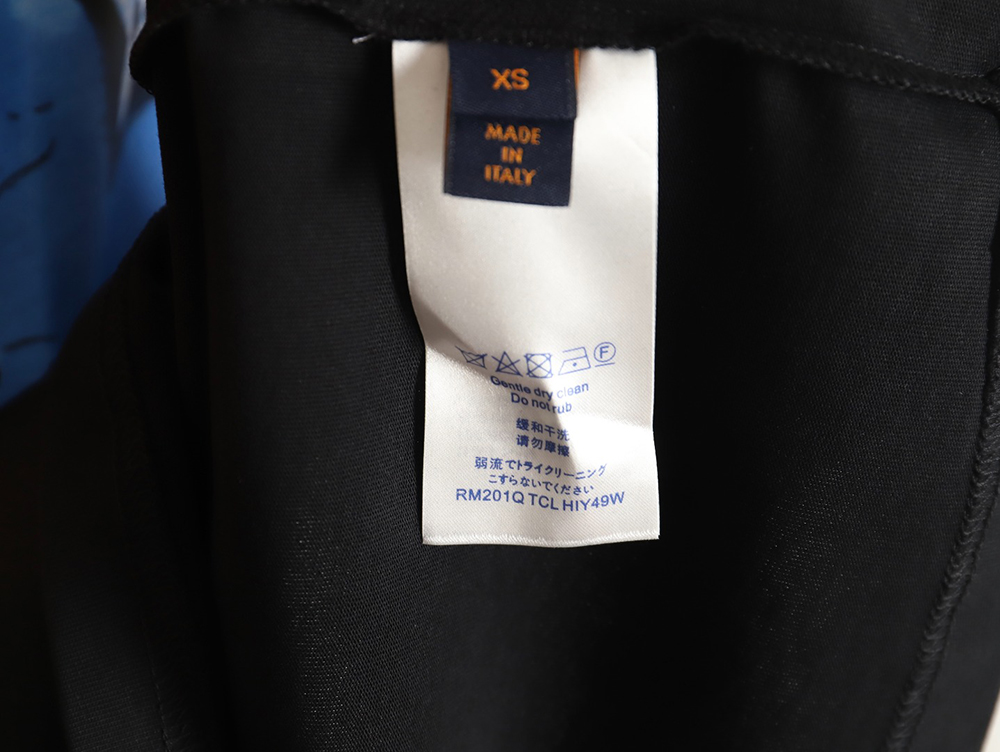 XS
MADE
IN
ITALY
F
Gentle dry clean
Do not rub
缓和干洗
请勿摩擦
弱流でトライクリーニング
こすらないでください
RM201Q TCL HIY49W